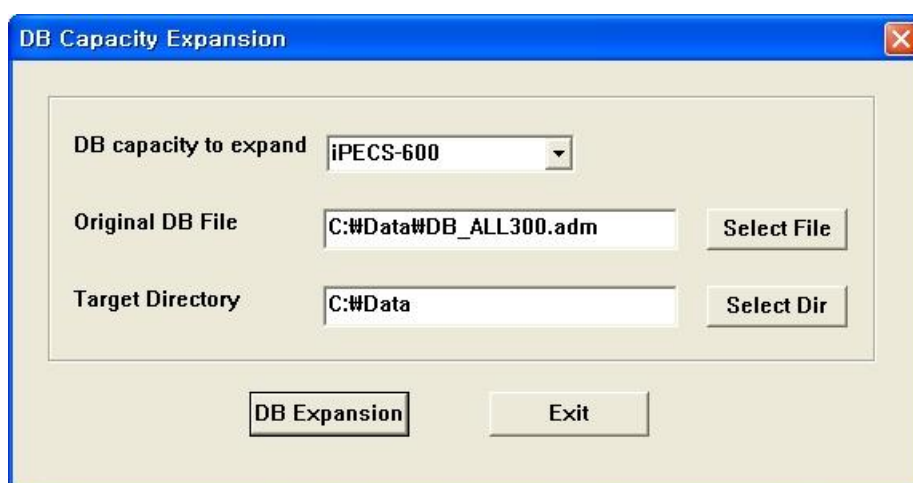 DB Capacity Expansion
DB capacity to expand
iPECS-600
Original DB File
C:₩Data₩DB_ALL300.adm
Select File
Target Directory
C:₩Data
Select Dir
DB Expansion
Exit